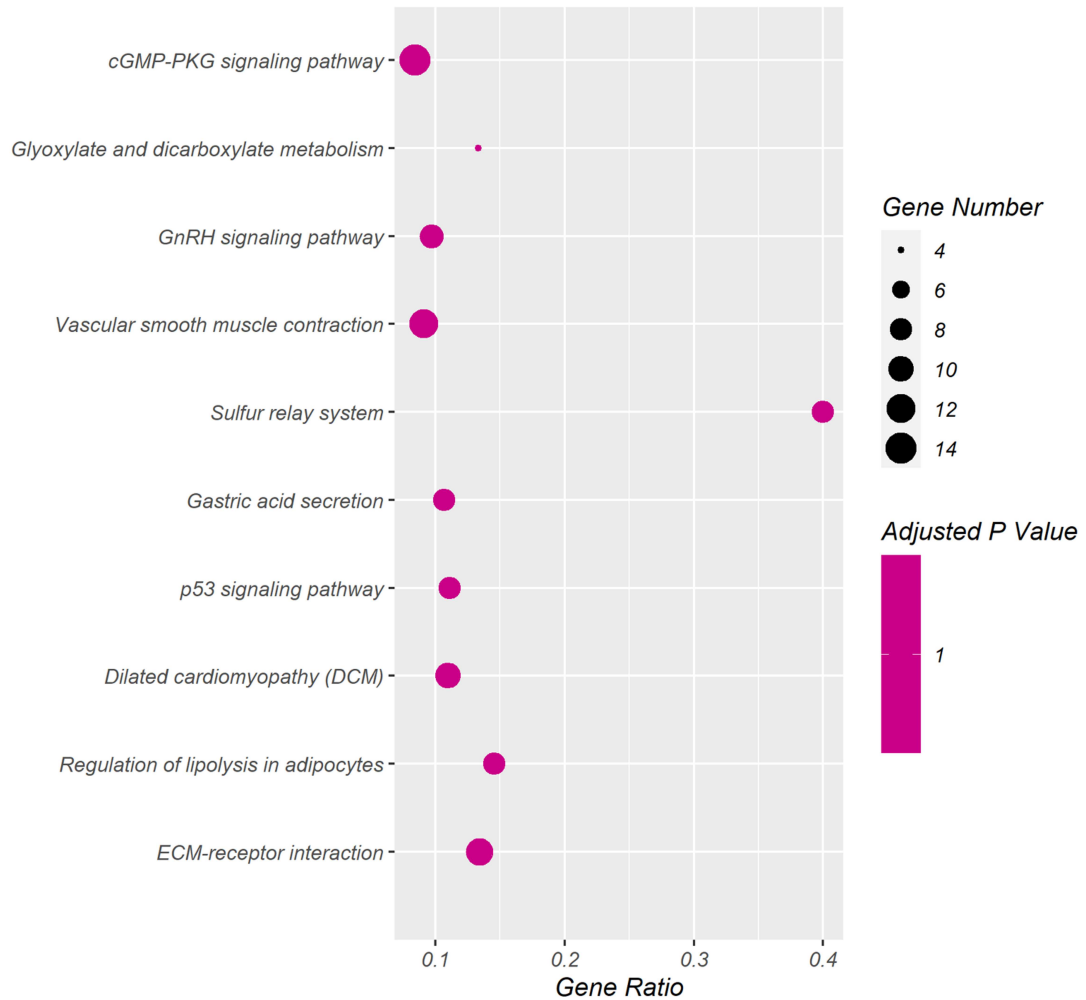 cGMP-PKG signaling pathway
Glyoxylate and dicarboxylate metabolism
GnRH signaling pathway
Vascular smooth muscle contraction
Sulfur relay system
Gastric acid secretion
p53 signaling pathway
Dilated cardiomyopathy (DCM)
Regulation of lipolysis in adipocytes
ECM-receptor interaction
0.1 0.2 0.3 0.4
Gene Ratio
Gene Number
4
6
8
10
12
14
Adjusted P Value
1